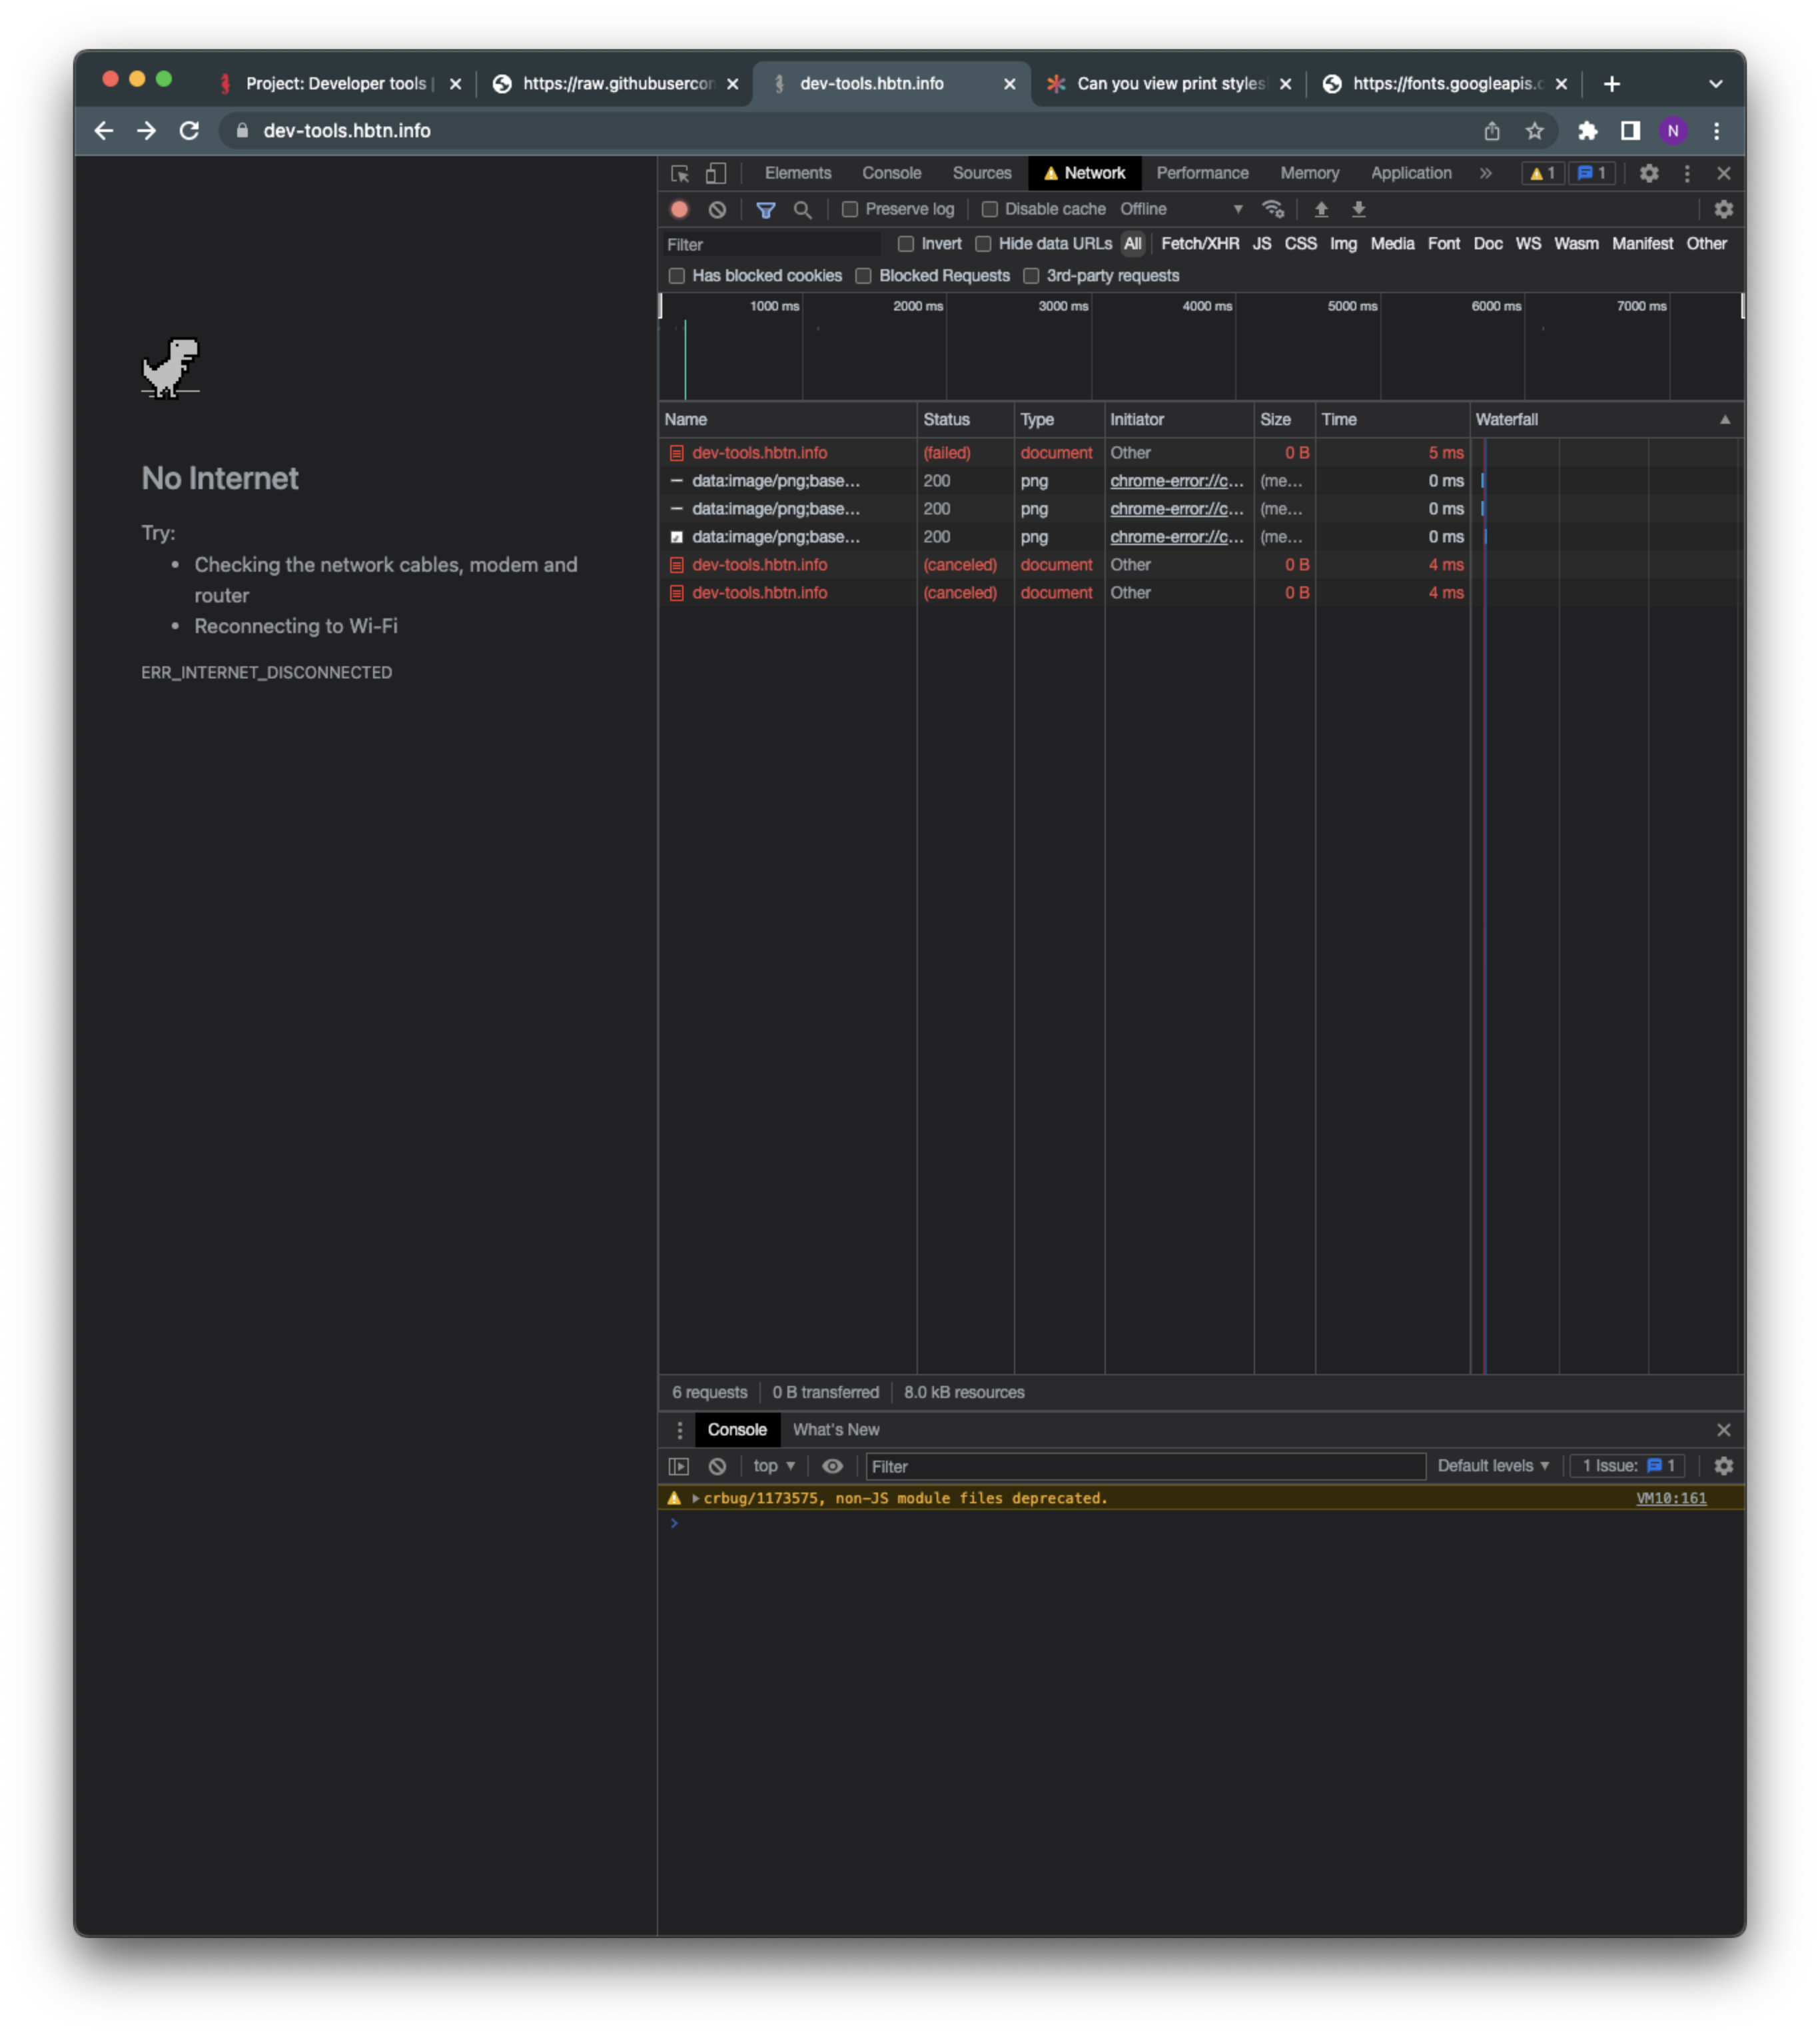 Project: Developer tools |
https://raw.githubusercon
dev-tools.hbtn.info
Can you view print styles
https://fonts.googleapis.c
dev-tools.hbtn.info
N
No Internet
Try:
• Checking the network cables, modem and
router
• Reconnecting to Wi-Fi
ERR_INTERNET_DISCONNECTED
Elements Console Sources Network Performance Memory Application » 1 1
Preserve log Disable cache Offline
Filter Invert Hide data URLs All Fetch/XHR JS CSS Img Media Font Doc WS Wasm Manifest Other
Has blocked cookies Blocked Requests 3rd-party requests
1000 ms 2000 ms 3000 ms 4000 ms 5000 ms 6000 ms 7000 ms
Name Status Type Initiator Size Time Waterfall
dev-tools.hbtn.info (failed) document Other 0 B 5 ms
data:image/png;base… 200 png chrome-error://c… (me… 0 ms
data:image/png;base… 200 png chrome-error://c… (me… 0 ms
data:image/png;base… 200 png chrome-error://c… (me… 0 ms
dev-tools.hbtn.info (canceled) document Other 0 B 4 ms
dev-tools.hbtn.info (canceled) document Other 0 B 4 ms
6 requests 0 B transferred 8.0 kB resources
Console What's New
top Filter Default levels 1 Issue: 1
crbug/1173575, non-JS module files deprecated. VM10:161